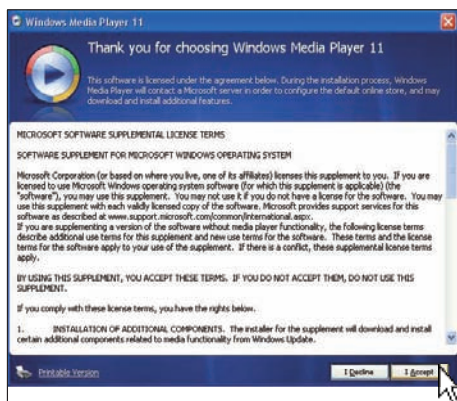 Windows Media Player 11
Thank you for choosing Windows Media Player 11
This software is licensed under the agreement below. During the installation process, Windows
Media Player will contact a Microsoft server in order to configure the default online store, and may
download and install additional features.
MICROSOFT SOFTWARE SUPPLEMENTAL LICENSE TERMS
SOFTWARE SUPPLEMENT FOR MICROSOFT WINDOWS OPERATING SYSTEM
Microsoft Corporation (or based on where you live, one of its affiliates) licenses this supplement to you. If you are
licensed to use Microsoft Windows operating system software (for which this supplement is applicable) (the
"software"), you may use this supplement. You may not use it if you do not have a license for the software. You may
use this supplement with each validly licensed copy of the software. Microsoft provides support services for this
software as described at www.support.microsoft.com/common/international.aspx.
If you are supplementing a version of the software without media player functionality, the following license terms
describe additional use terms for this supplement and new use terms for the software. These terms and the license
terms for the software apply to your use of the supplement. If there is a conflict, these supplemental license terms
apply.
BY USING THIS SUPPLEMENT, YOU ACCEPT THESE TERMS. IF YOU DO NOT ACCEPT THEM, DO NOT USE THIS
SUPPLEMENT.
If you comply with these license terms, you have the rights below.
1. INSTALLATION OF ADDITIONAL COMPONENTS. The installer for the supplement will download and install
certain additional components related to media functionality from Windows Update.
Printable Version
I Decline
I Accept